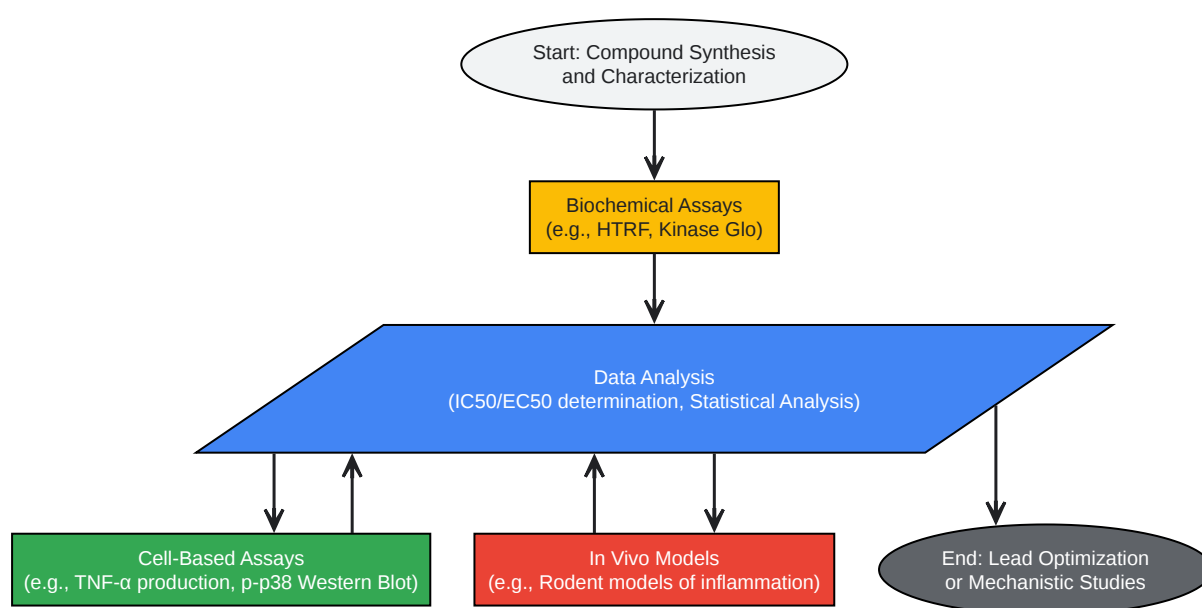 Start: Compound Synthesis
and Characterization
Biochemical Assays
(e.g., HTRF, Kinase Glo)
Data Analysis
(IC50/EC50 determination, Statistical Analysis)
Cell-Based Assays
(e.g., TNF-α production, p-p38 Western Blot)
In Vivo Models
(e.g., Rodent models of inflammation)
End: Lead Optimization
or Mechanistic Studies